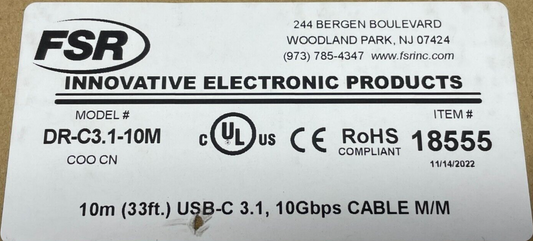 FSR
244 BERGEN BOULEVARD
WOODLAND PARK, NJ 07424
(973) 785-4347 www.fsrinc.com
INNOVATIVE ELECTRONIC PRODUCTS
MODEL #
DR-C3.1-10M
COO CN
C UL US CE RoHS
COMPLIANT
ITEM #
18555
11/14/2022
10m (33ft.) USB-C 3.1, 10Gbps CABLE M/M